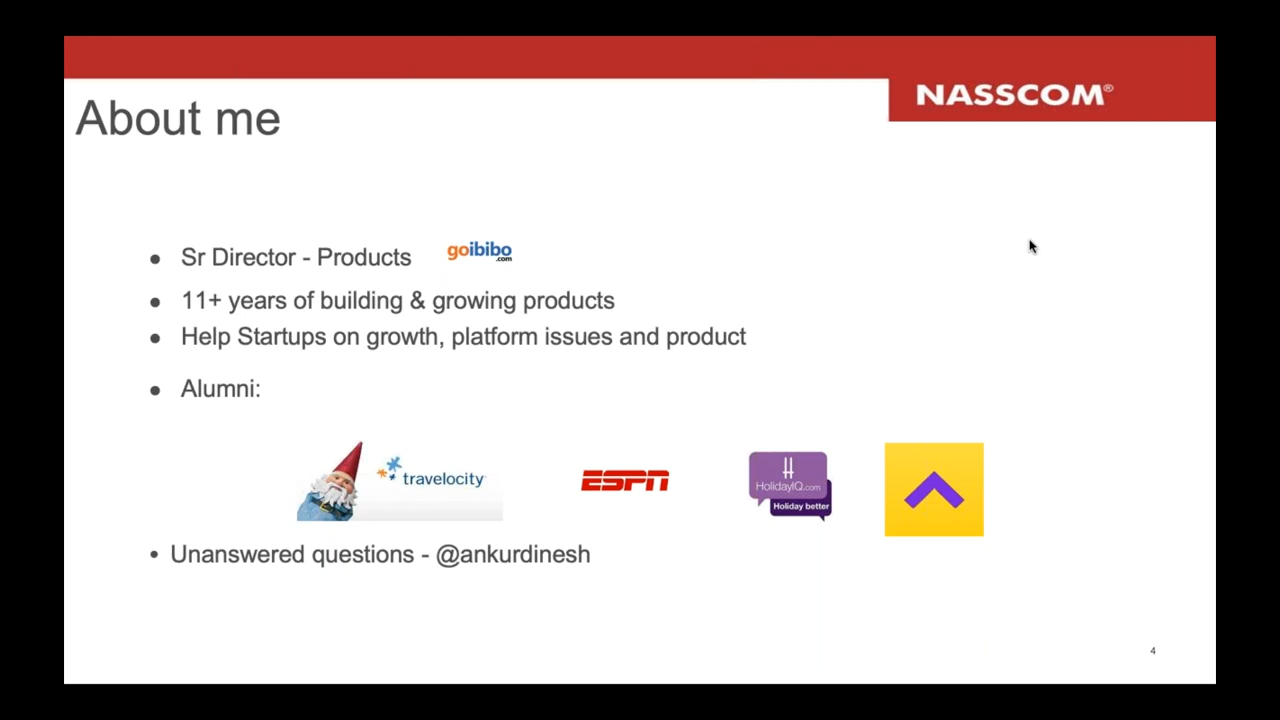 NASSCOM®
About me
● Sr Director - Products goibibo
.com
● 11+ years of building & growing products
● Help Startups on growth, platform issues and product
● Alumni:
travelocity
ESPN
H
HolidayIQ.com
Holiday better
• Unanswered questions - @ankurdinesh
4